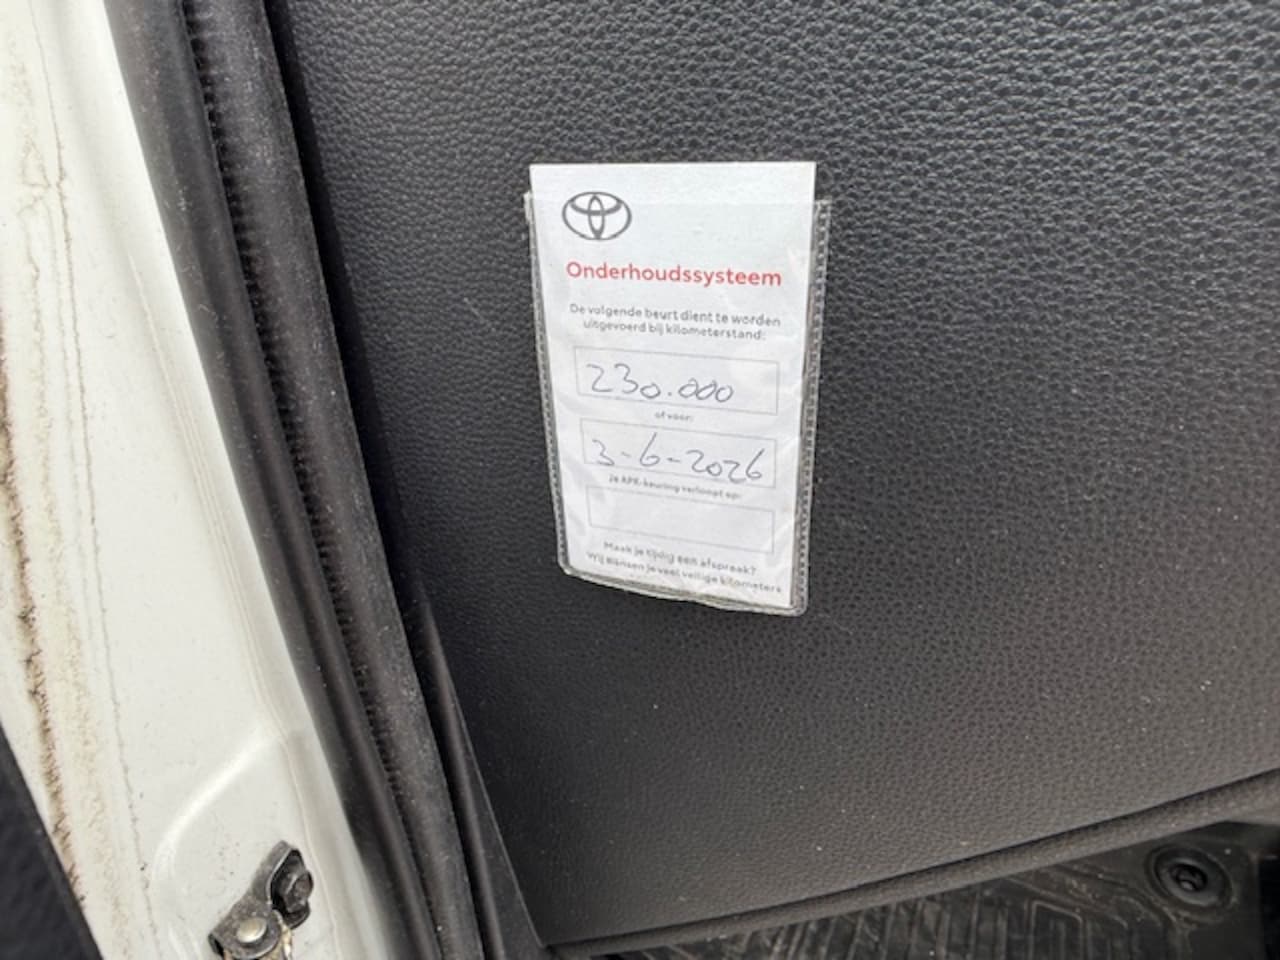 Onderhoudssysteem
De volgende beurt dient te worden
uitgevoerd bij kilometerstand:
230.000
of voor:
3-6-2026
Je APK-keuring verloopt op:
Maak je tijdig een afspraak?
Wij wensen je veel veilige kilometers